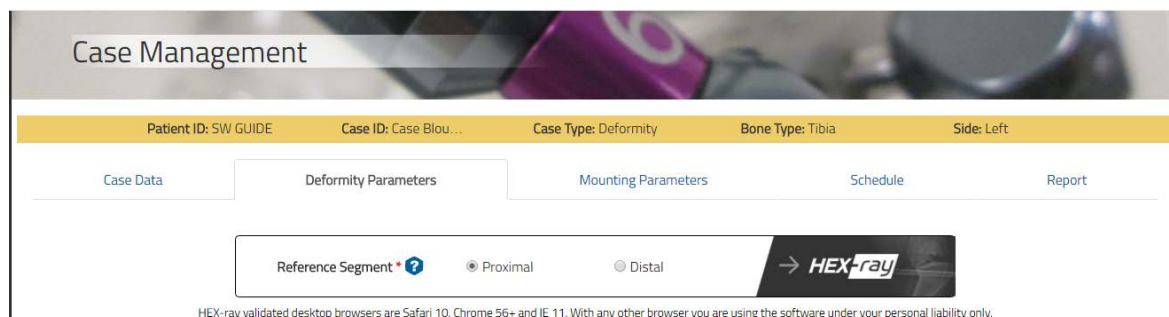 Case Management
Patient ID: SW GUIDE Case ID: Case Blou... Case Type: Deformity Bone Type: Tibia Side: Left
Case Data Deformity Parameters Mounting Parameters Schedule Report
Reference Segment * ? Proximal Distal → HEX-ray
HEX-ray validated desktop browsers are Safari 10, Chrome 56+ and IE 11. With any other browser you are using the software under your personal liability only.